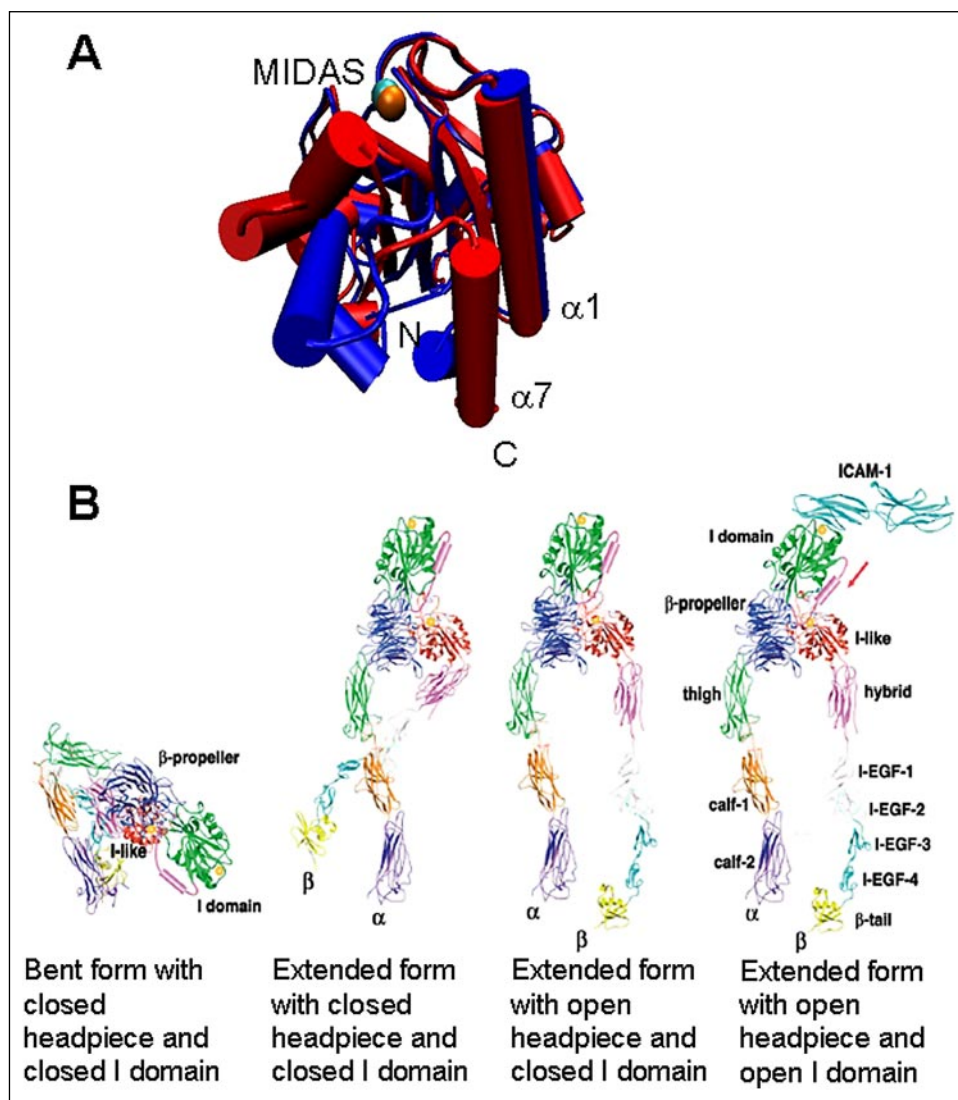 A
MIDAS
N
α1
α7
C
B
ICAM-1
I domain
β-propeller
I-like
thigh
hybrid
β-propeller
I-like
I domain
I-EGF-1
calf-1
I-EGF-2
I-EGF-3
calf-2
I-EGF-4
β-tail
β
α
α
β
α
β
Bent form with
closed
headpiece and
closed I domain
Extended form
with closed
headpiece and
closed I domain
Extended form
with open
headpiece and
closed I domain
Extended form
with open
headpiece and
open I domain